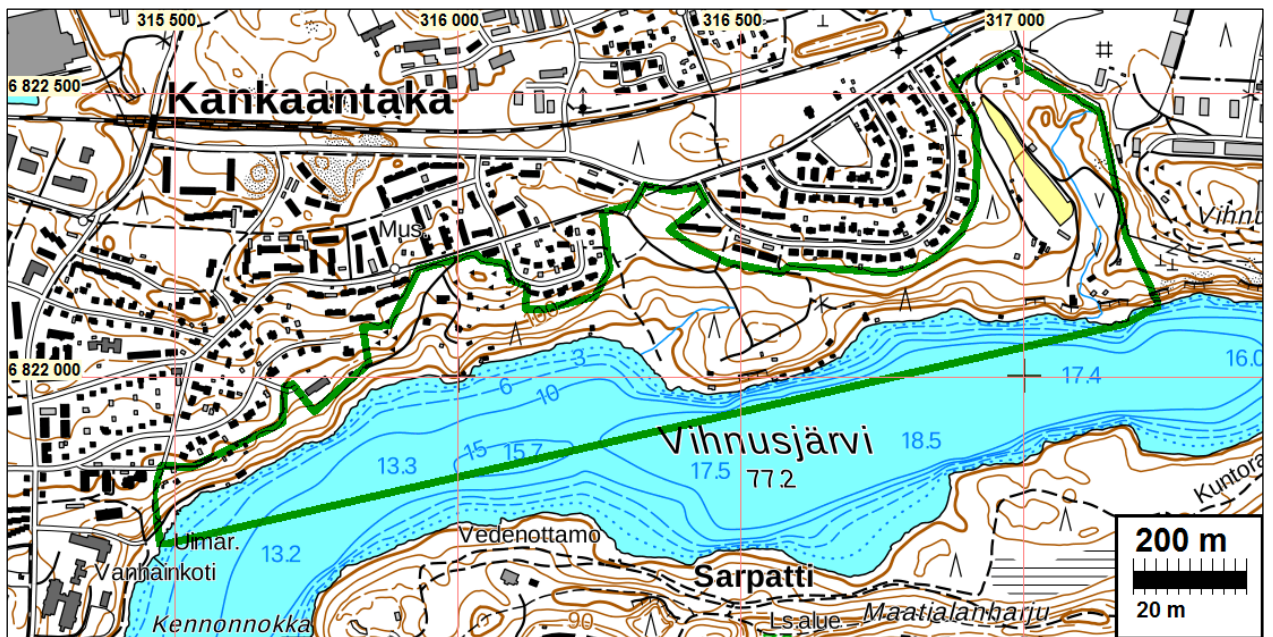 315 500
316 000
316 500
317 000
6 822 500
Kankaantaka
Mus.
Vihnu
100
6 822 000
3
6
10
16.0
17.4
15
15.7
13.3
Vihnusjärvi
18.5
17.5
77.2
Kuntora
Uimar.
13.2
Vedenottamo
Vanhainkoti
Sarpatti
200 m
20 m
Kennonnokka
90
Ls.alue
Maatialanharju